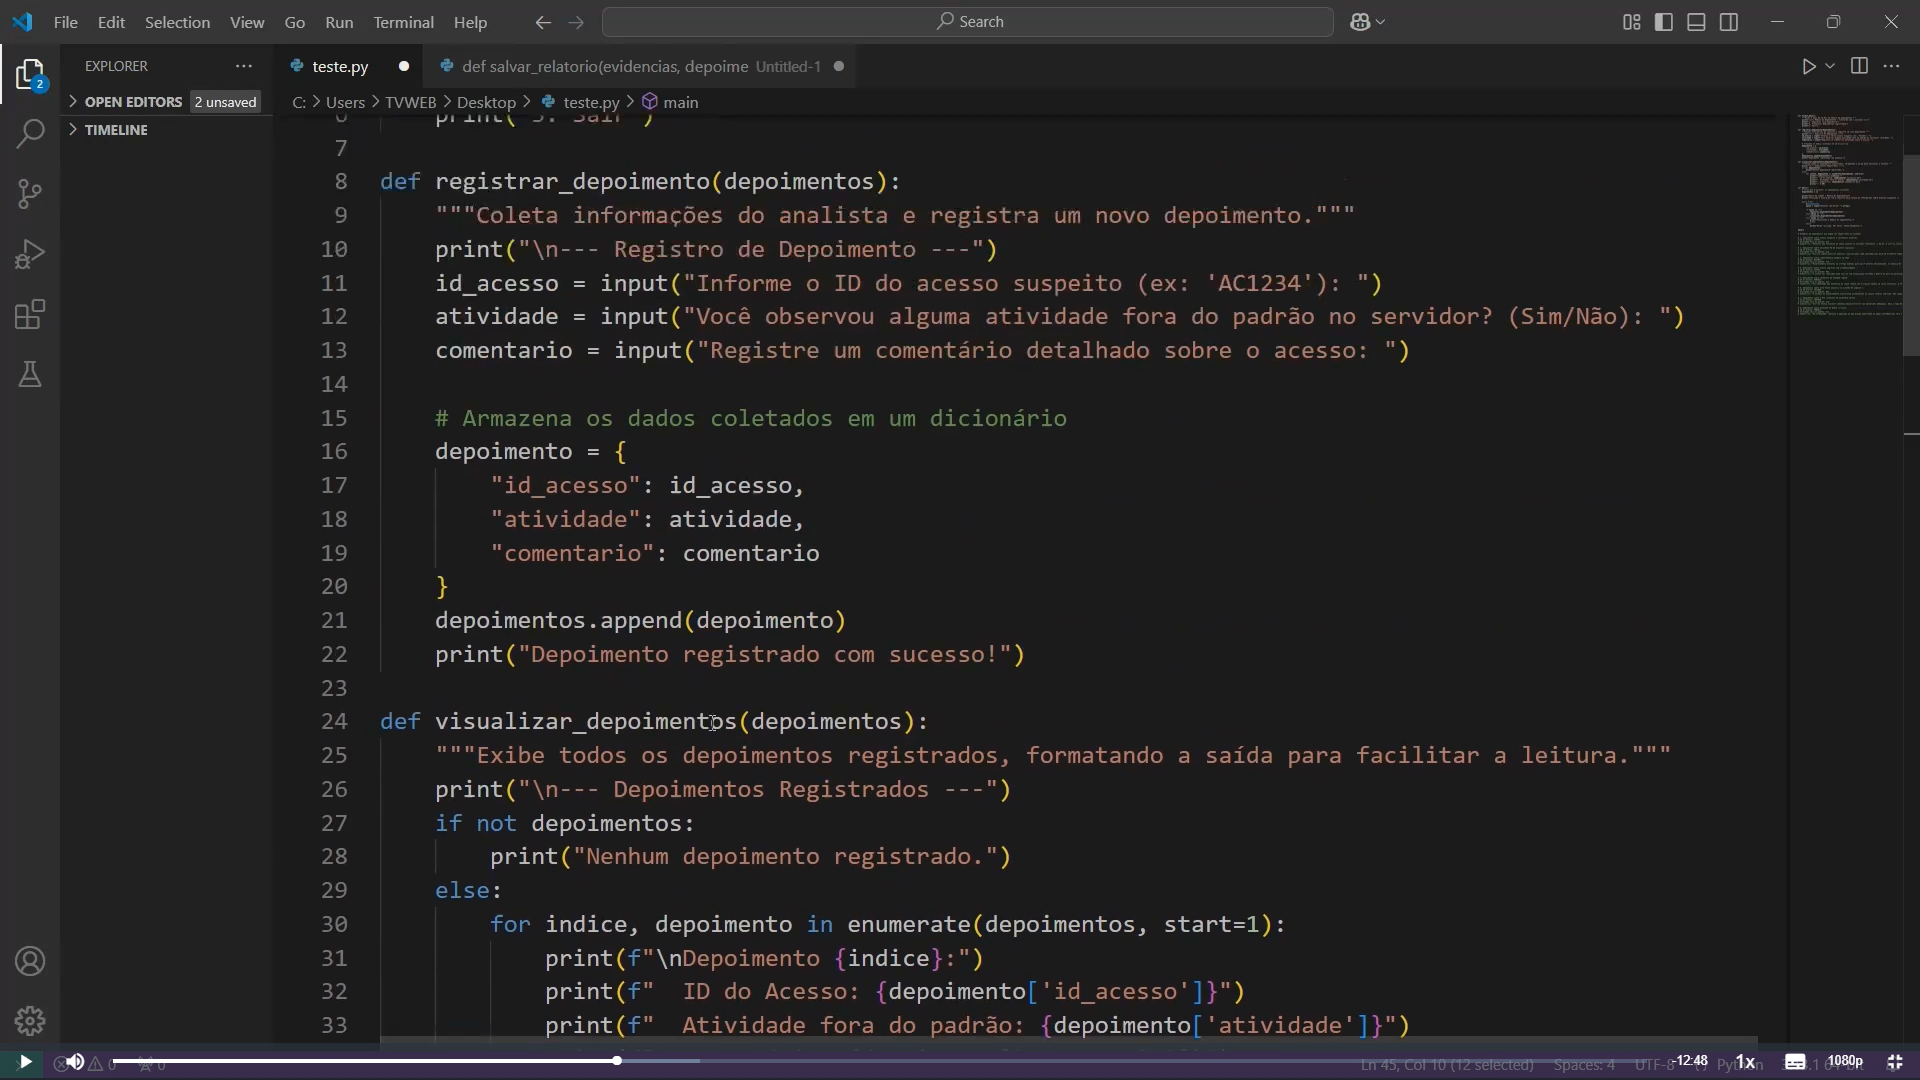 File Edit Selection View Go Run Terminal Help
Search
EXPLORER
OPEN EDITORS 2 unsaved
TIMELINE
2
teste.py
def salvar_relatorio(evidencias, depoime Untitled-1
C: > Users > TVWEB > Desktop > teste.py > main
6 print("3. Sair")
7
8 def registrar_depoimento(depoimentos):
9 """Coleta informações do analista e registra um novo depoimento."""
10 print("\n--- Registro de Depoimento ---")
11 id_acesso = input("Informe o ID do acesso suspeito (ex: 'AC1234'): ")
12 atividade = input("Você observou alguma atividade fora do padrão no servidor? (Sim/Não): ")
13 comentario = input("Registre um comentário detalhado sobre o acesso: ")
14
15 # Armazena os dados coletados em um dicionário
16 depoimento = {
17 "id_acesso": id_acesso,
18 "atividade": atividade,
19 "comentario": comentario
20 }
21 depoimentos.append(depoimento)
22 print("Depoimento registrado com sucesso!")
23
24 def visualizar_depoimentos(depoimentos):
25 """Exibe todos os depoimentos registrados, formatando a saída para facilitar a leitura."""
26 print("\n--- Depoimentos Registrados ---")
27 if not depoimentos:
28 print("Nenhum depoimento registrado.")
29 else:
30 for indice, depoimento in enumerate(depoimentos, start=1):
31 print(f"\nDepoimento {indice}:")
32 print(f"  ID do Acesso: {depoimento['id_acesso']}")
33 print(f"  Atividade fora do padrão: {depoimento['atividade']}")
0 0
Ln 45, Col 10 (12 selected) Spaces: 4 UTF-8
-12:48 1x 1080p